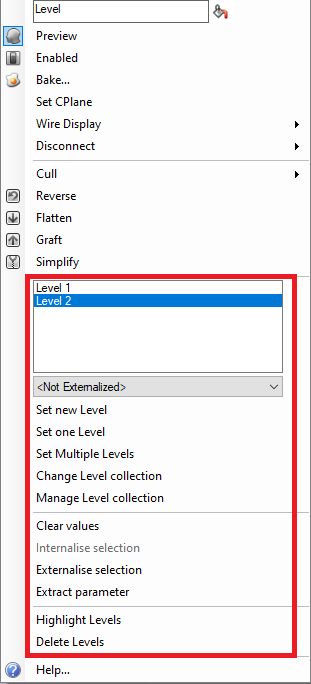 Level
Preview
Enabled
Bake...
Set CPlane
Wire Display
Disconnect
Cull
Reverse
Flatten
Graft
Simplify
Level 1
Level 2
<Not Externalized>
Set new Level
Set one Level
Set Multiple Levels
Change Level collection
Manage Level collection
Clear values
Internalise selection
Externalise selection
Extract parameter
Highlight Levels
Delete Levels
Help...